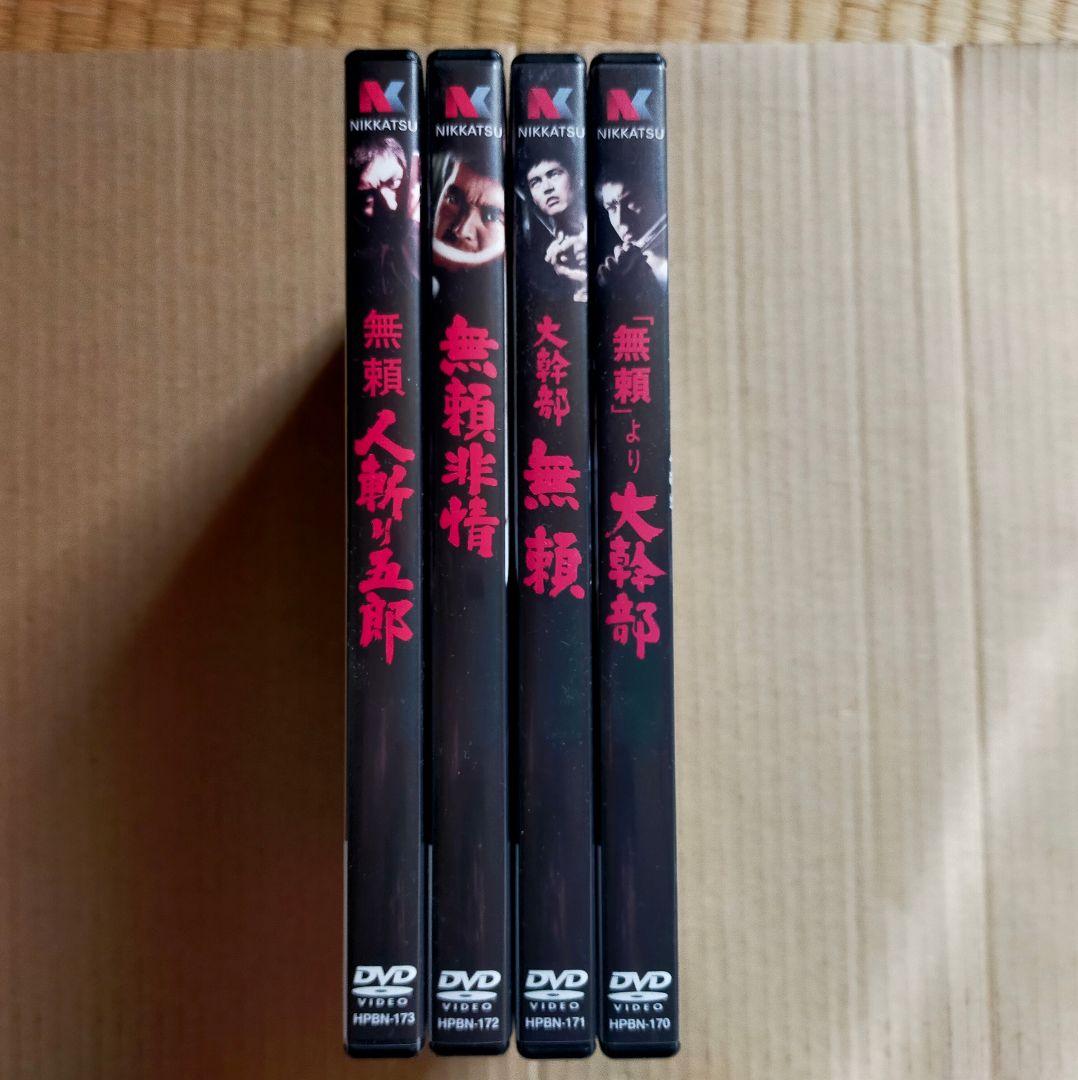 NIKKATSU
無頼
人斬り五郎
DVD
VIDEO
HPBN-173
NIKKATSU
無頼非情
DVD
VIDEO
HPBN-172
NIKKATSU
大幹部
無頼
DVD
VIDEO
HPBN-171
NIKKATSU
「無頼」より
大幹部
DVD
VIDEO
HPBN-170